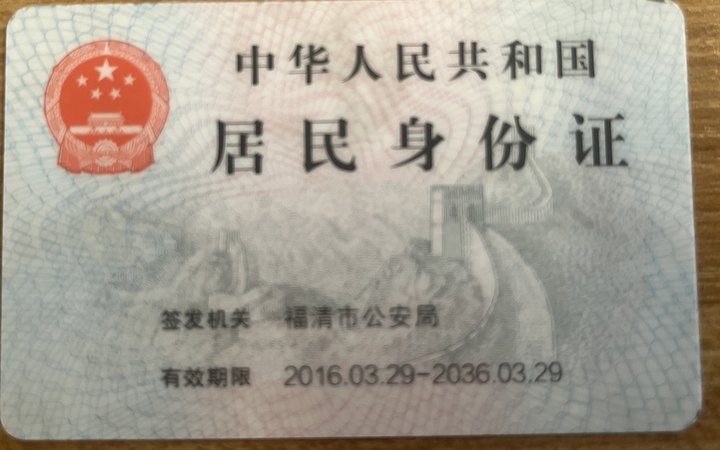 中华人民共和国
居民身份证
签发机关 福清市公安局
有效期限 2016.03.29-2036.03.29